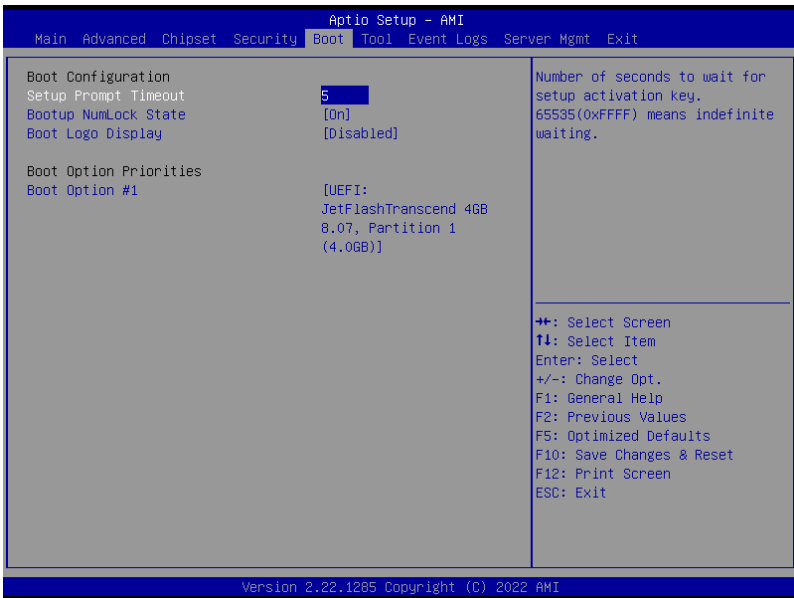 Aptio Setup - AMI
Main Advanced Chipset Security Boot Tool Event Logs Server Mgmt Exit
Boot Configuration
Setup Prompt Timeout 5
Bootup NumLock State [On]
Boot Logo Display [Disabled]
Boot Option Priorities
Boot Option #1 [UEFI:
JetFlashTranscend 4GB
8.07, Partition 1
(4.0GB)]
Number of seconds to wait for
setup activation key.
65535(0xFFFF) means indefinite
waiting.
→←: Select Screen
↑↓: Select Item
Enter: Select
+/-: Change Opt.
F1: General Help
F2: Previous Values
F5: Optimized Defaults
F10: Save Changes & Reset
F12: Print Screen
ESC: Exit
Version 2.22.1285 Copyright (C) 2022 AMI